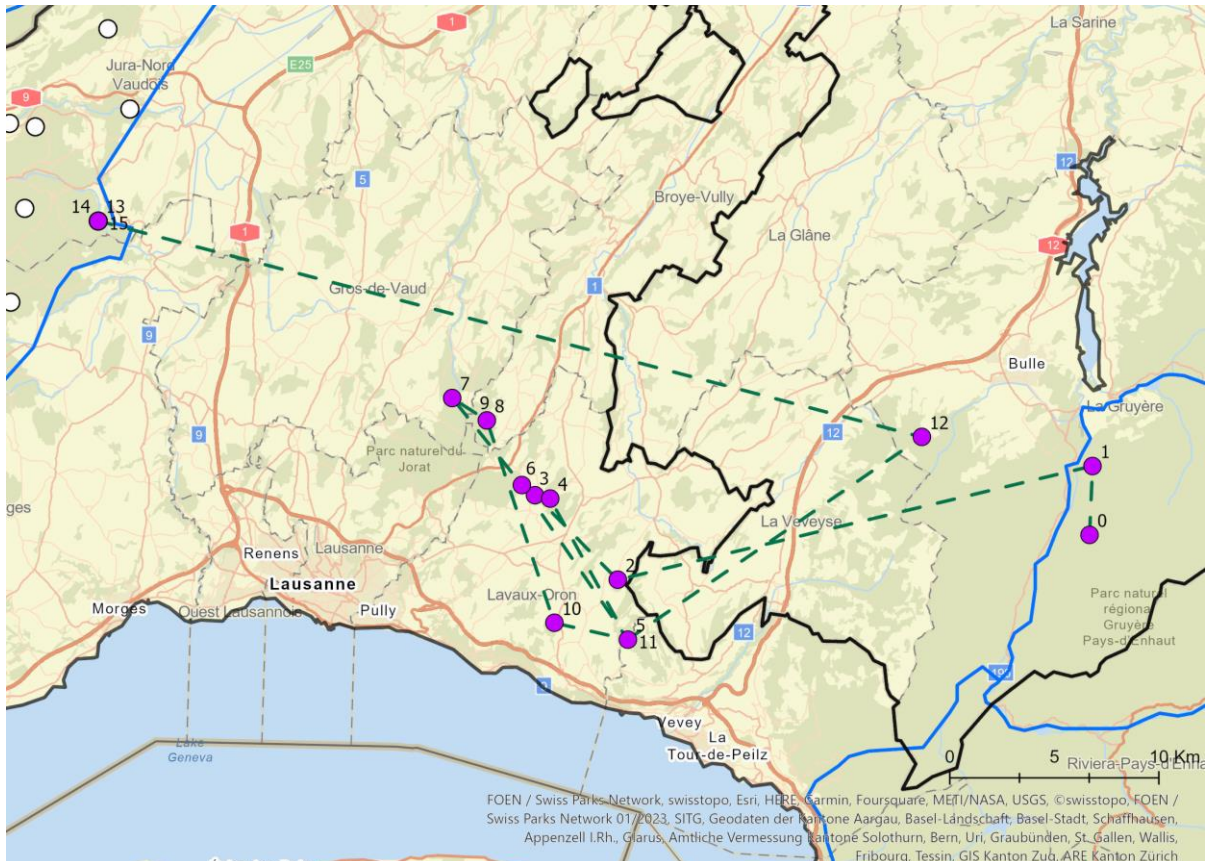 La Sarine
1
Jura-Nord
Vaudois
E25
9
12
5
Broye-Vully
14
13
15
La Glâne
1
12
1
Gros-de-Vaud
9
Bulle
7
9
8
La Gruyère
12
12
9
Parc naturel du
Jorat
1
6
3
4
La Veveyse
0
ges
Renens
Lausanne
Lausanne
2
Lavaux-Oron
Parc naturel
régional
Gruyère
Pays-d'Enhaut
Morges
Ouest Lausannois
Pully
10
5
11
12
9
190
Vevey
La
Tour-de-Peilz
Lake
Geneva
0
5
10 Km
Riviera-Pays-d'Enha
FOEN / Swiss Parks Network, swisstopo, Esri, HERE, Garmin, Foursquare, METI/NASA, USGS, ©swisstopo, FOEN /
Swiss Parks Network 01/2023, SITG, Geodaten der Kantone Aargau, Basel-Landschaft, Basel-Stadt, Schaffhausen,
Appenzell I.Rh., Glarus, Amtliche Vermessung Kantone Solothurn, Bern, Uri, Graubünden, St. Gallen, Wallis,
Fribourg, Tessin, GIS Kanton Zug, ARE Kanton Zürich